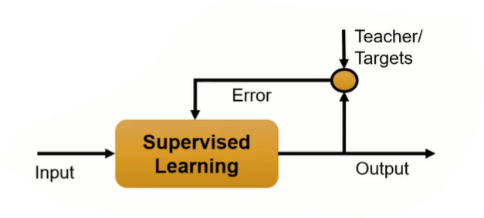 Teacher/
Targets
Error
Supervised
Learning
Input
Output